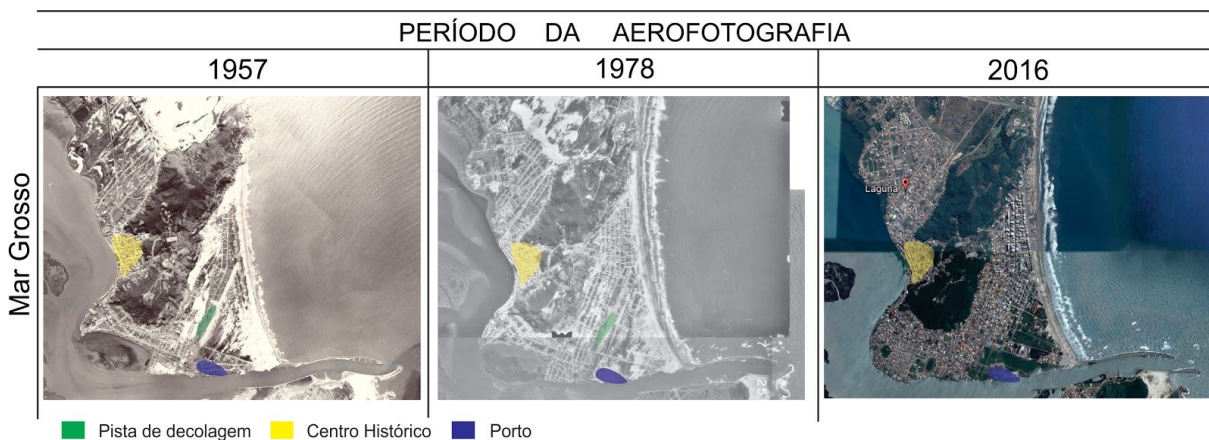 PERÍODO DA AEROFOTOGRAFIA
1957 1978 2016
Mar Grosso
Laguna
25
Pista de decolagem Centro Histórico Porto